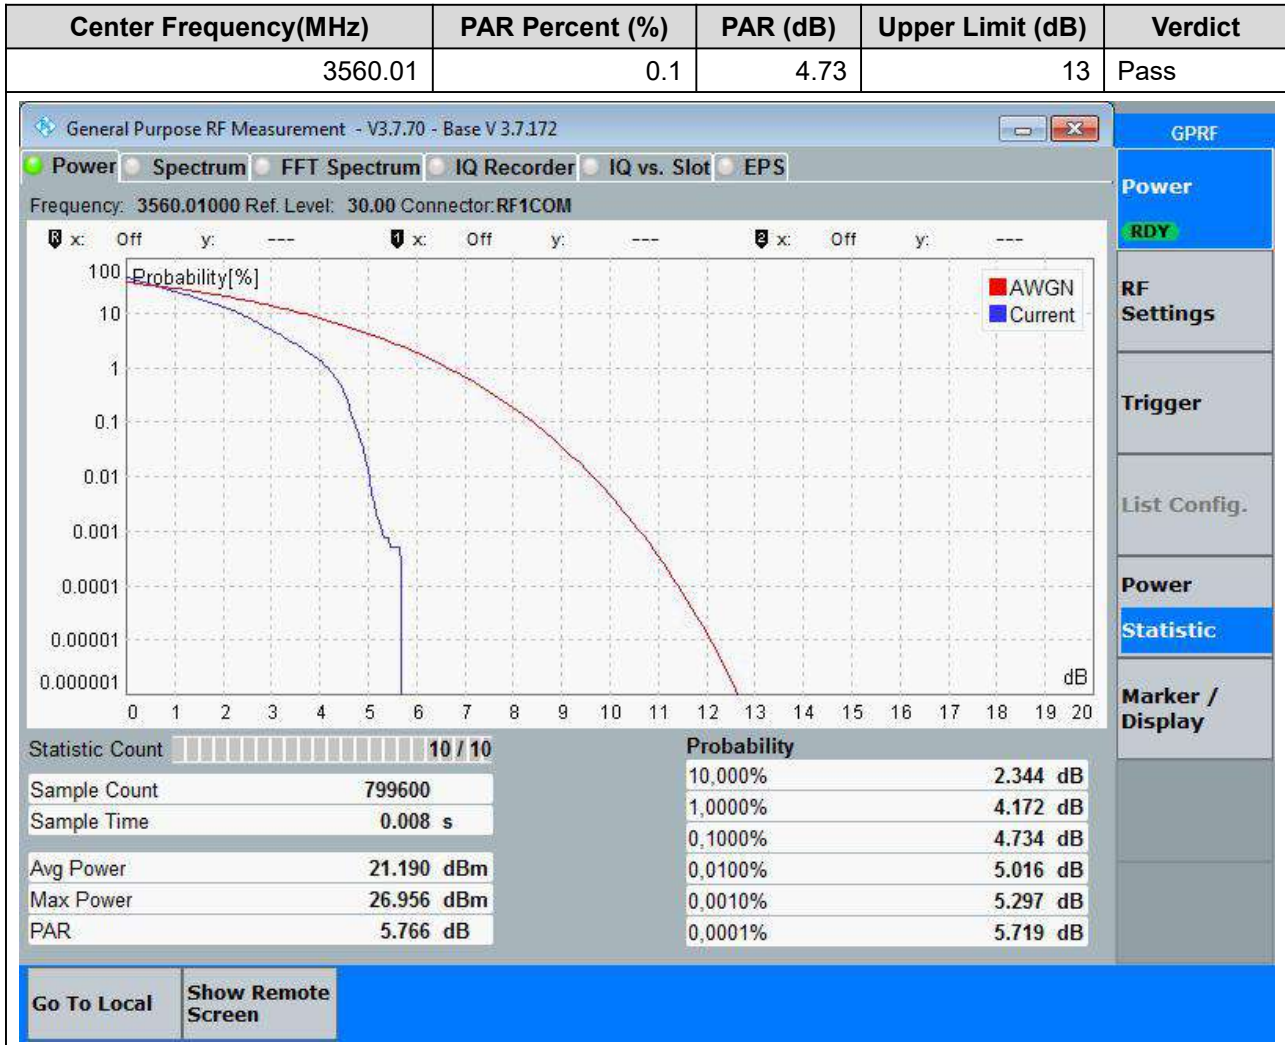 Center Frequency(MHz) PAR Percent (%) PAR (dB) Upper Limit (dB) Verdict
3560.01 0.1 4.73 13 Pass
General Purpose RF Measurement - V3.7.70 - Base V 3.7.172
GPRF
Power Spectrum FFT Spectrum IQ Recorder IQ vs. Slot EPS
Frequency: 3560.01000 Ref. Level: 30.00 Connector: RF1COM
R x: Off y: --- 1 x: Off y: --- 2 x: Off y: ---
Probability[%]
AWGN
Current
100
10
1
0.1
0.01
0.001
0.0001
0.00001
0.000001
dB
0 1 2 3 4 5 6 7 8 9 10 11 12 13 14 15 16 17 18 19 20
Statistic Count 10 / 10
Sample Count 799600
Sample Time 0.008 s
Avg Power 21.190 dBm
Max Power 26.956 dBm
PAR 5.766 dB
Probability
10,000% 2.344 dB
1,0000% 4.172 dB
0,1000% 4.734 dB
0,0100% 5.016 dB
0,0010% 5.297 dB
0,0001% 5.719 dB
Power
RDY
RF
Settings
Trigger
List Config.
Power
Statistic
Marker /
Display
Go To Local
Show Remote
Screen